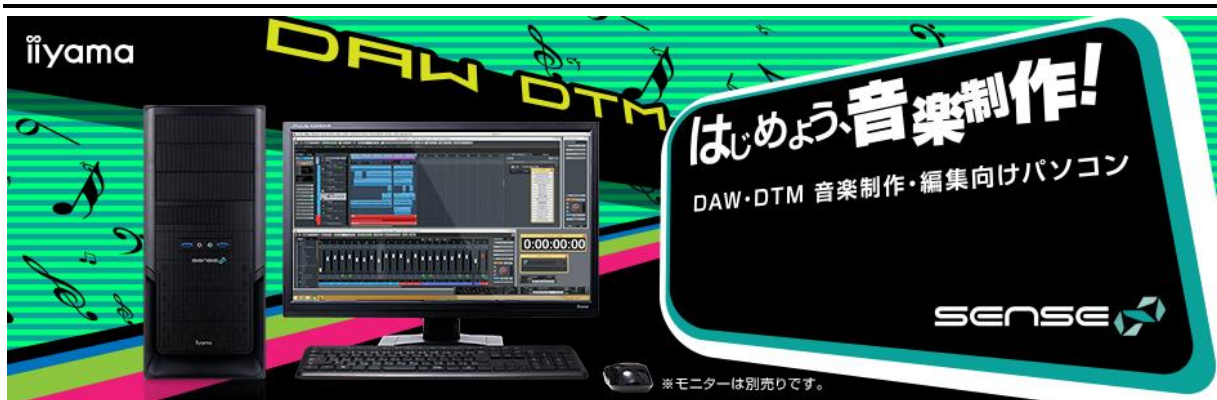 iiyama
DAW DTM
はじめよう、音楽制作!
DAW・DTM 音楽制作・編集向けパソコン
0:00:00:00
SENSE
SENSE
iiyama
iiyama
※モニターは別売りです。